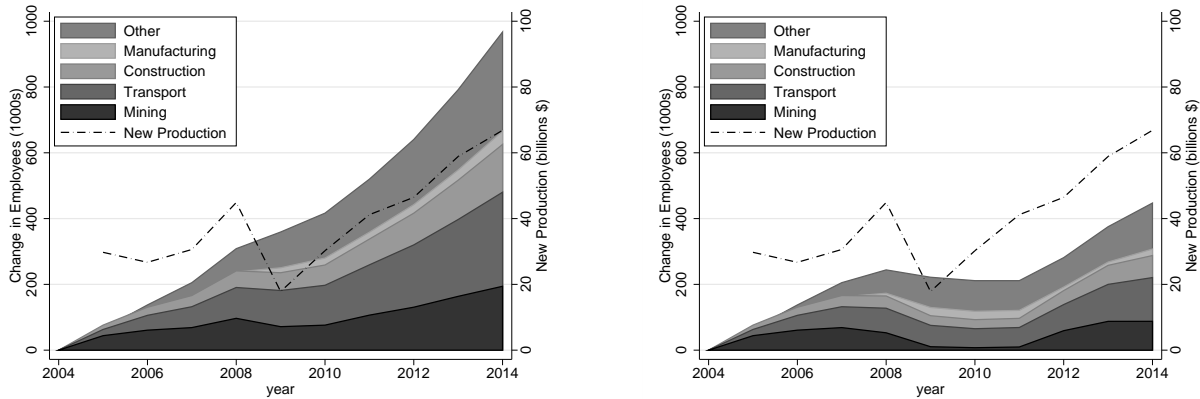 Other
Manufacturing
Construction
Transport
Mining
New Production
Change in Employees (1000s)
0
200
400
600
800
1000
New Production (billions $)
0
20
40
60
80
100
2004 2006 2008 2010 2012 2014
year
Other
Manufacturing
Construction
Transport
Mining
New Production
Change in Employees (1000s)
0
200
400
600
800
1000
New Production (billions $)
0
20
40
60
80
100
2004 2006 2008 2010 2012 2014
year